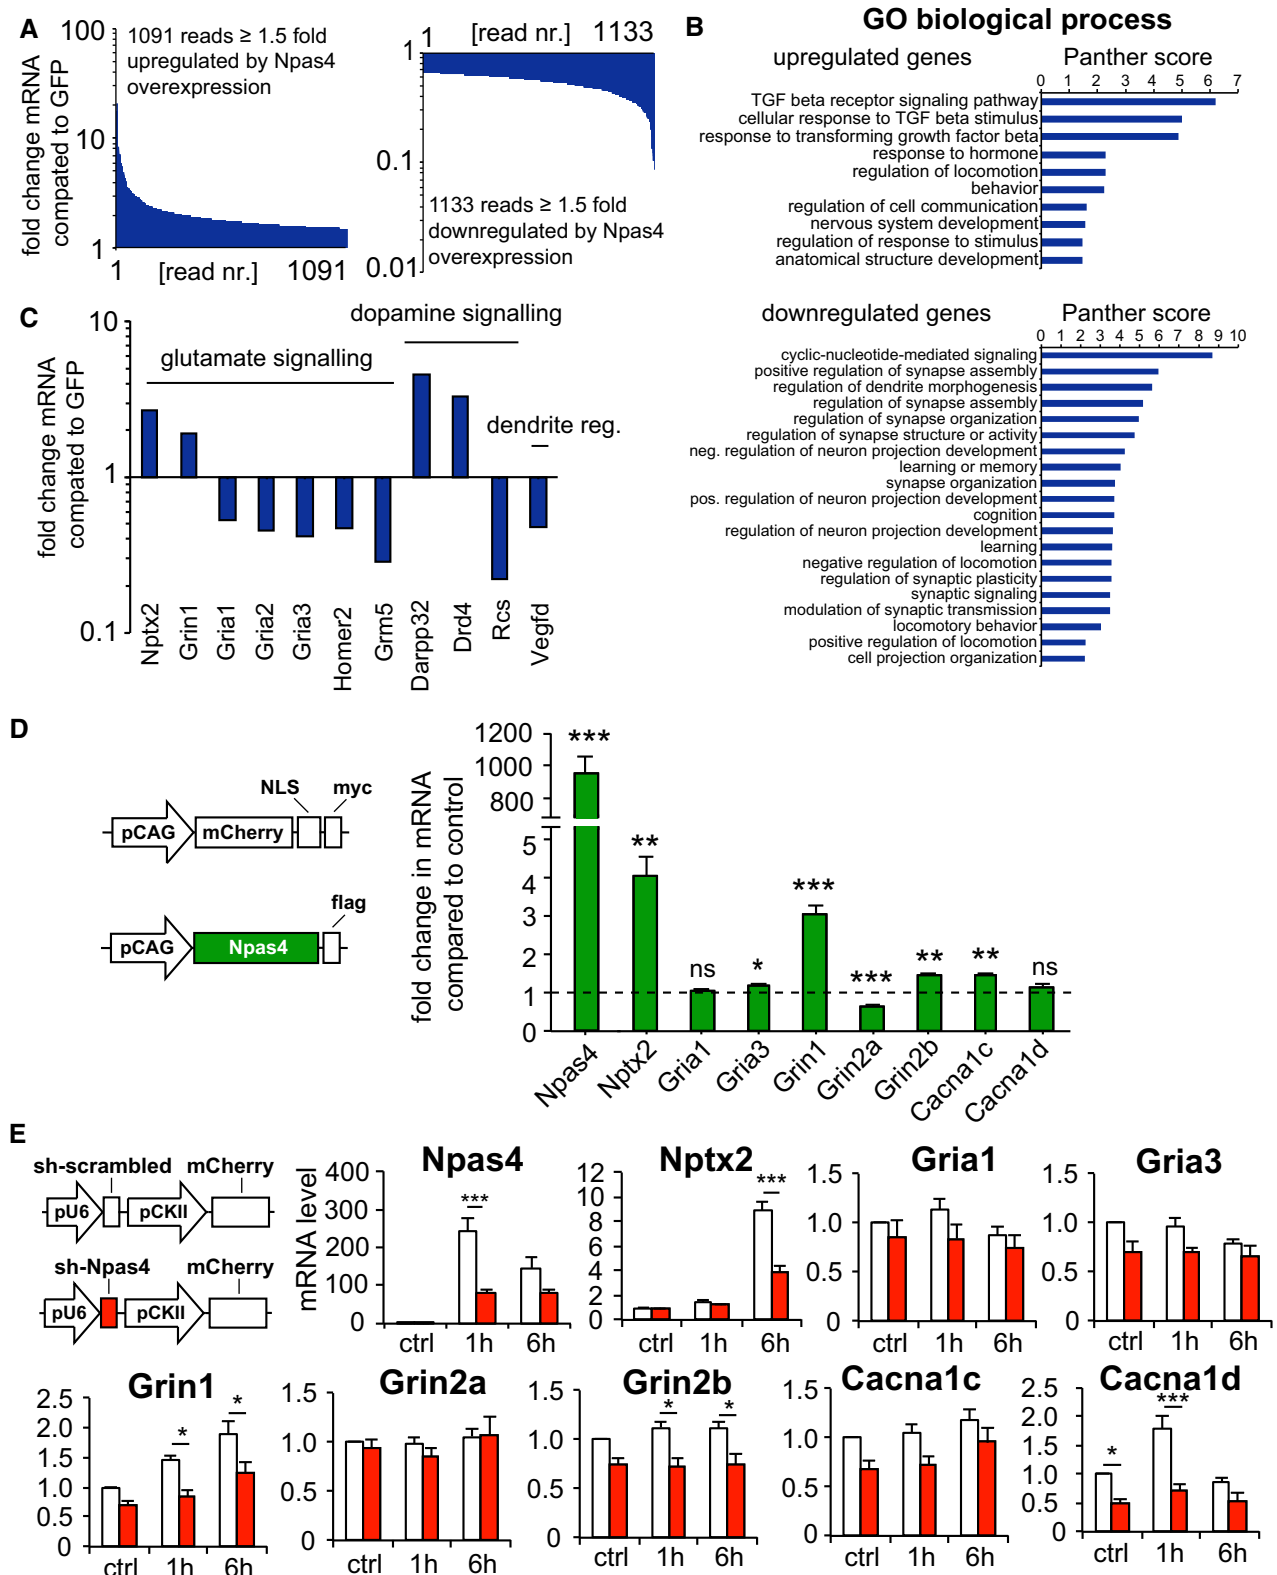 A
fold change mRNA
compated to GFP
100
10
1
1091 reads ≥ 1.5 fold
upregulated by Npas4
overexpression
1 [read nr.] 1091
1 [read nr.] 1133
1
0.1
0.01
1133 reads ≥ 1.5 fold
downregulated by Npas4
overexpression
B
GO biological process
upregulated genes Panther score
0 1 2 3 4 5 6 7
TGF beta receptor signaling pathway
cellular response to TGF beta stimulus
response to transforming growth factor beta
response to hormone
regulation of locomotion
behavior
regulation of cell communication
nervous system development
regulation of response to stimulus
anatomical structure development
downregulated genes Panther score
0 1 2 3 4 5 6 7 8 9 10
cyclic-nucleotide-mediated signaling
positive regulation of synapse assembly
regulation of dendrite morphogenesis
regulation of synapse assembly
regulation of synapse organization
regulation of synapse structure or activity
neg. regulation of neuron projection development
learning or memory
synapse organization
pos. regulation of neuron projection development
cognition
regulation of neuron projection development
learning
negative regulation of locomotion
regulation of synaptic plasticity
synaptic signaling
modulation of synaptic transmission
locomotory behavior
positive regulation of locomotion
cell projection organization
C
fold change mRNA
compated to GFP
10
1
0.1
dopamine signalling
glutamate signalling
dendrite reg.
Nptx2
Grin1
Gria1
Gria2
Gria3
Homer2
Grm5
Darpp32
Drd4
Rcs
Vegfd
D
NLS myc
pCAG mCherry
flag
pCAG Npas4
fold change in mRNA
compared to control
1200
1000
800
5
4
3
2
1
0
*** ** ns * *** *** ** ** ns
Npas4
Nptx2
Gria1
Gria3
Grin1
Grin2a
Grin2b
Cacna1c
Cacna1d
E
sh-scrambled mCherry
pU6 pCKII
sh-Npas4 mCherry
pU6 pCKII
Npas4
mRNA level
400
300
200
100
0
***
ctrl 1h 6h
Nptx2
12
10
8
6
4
2
0
***
ctrl 1h 6h
Gria1
1.5
1.0
0.5
0
ctrl 1h 6h
Gria3
1.5
1.0
0.5
0
ctrl 1h 6h
Grin1
2.5
2.0
1.5
1.0
0.5
0
* *
ctrl 1h 6h
Grin2a
1.5
1.0
0.5
0
ctrl 1h 6h
Grin2b
1.5
1.0
0.5
0
* *
ctrl 1h 6h
Cacna1c
1.5
1.0
0.5
0
ctrl 1h 6h
Cacna1d
2.5
2.0
1.5
1.0
0.5
0
* ***
ctrl 1h 6h